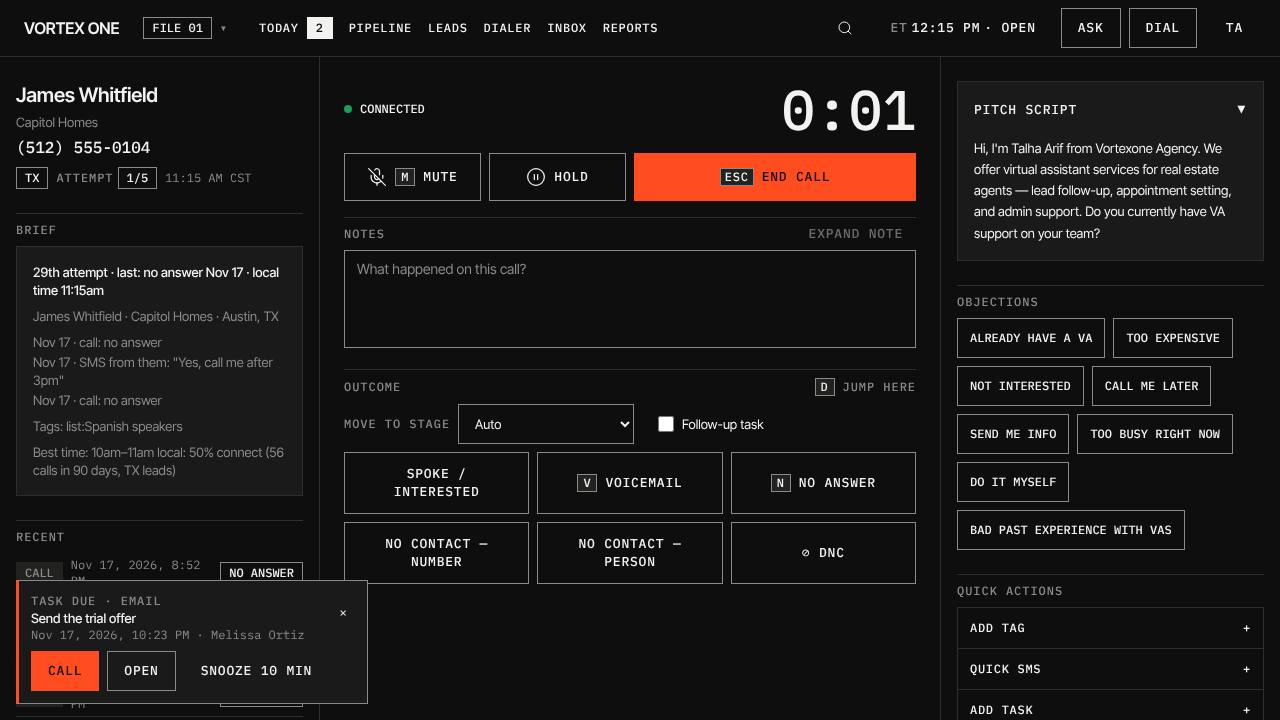 VORTEX ONE FILE 01 ▾ TODAY 2 PIPELINE LEADS DIALER INBOX REPORTS ET 12:15 PM · OPEN ASK DIAL TA
James Whitfield
Capitol Homes
(512) 555-0104
TX ATTEMPT 1/5 11:15 AM CST
BRIEF
29th attempt · last: no answer Nov 17 · local
time 11:15am
James Whitfield · Capitol Homes · Austin, TX
Nov 17 · call: no answer
Nov 17 · SMS from them: "Yes, call me after
3pm"
Nov 17 · call: no answer
Tags: list:Spanish speakers
Best time: 10am–11am local: 50% connect (56
calls in 90 days, TX leads)
RECENT
CALL Nov 17, 2026, 8:52 NO ANSWER
TASK DUE · EMAIL ×
Send the trial offer
Nov 17, 2026, 10:23 PM · Melissa Ortiz
CALL OPEN SNOOZE 10 MIN
PM
CONNECTED 0:01
M MUTE HOLD ESC END CALL
NOTES EXPAND NOTE
What happened on this call?
OUTCOME D JUMP HERE
MOVE TO STAGE Auto Follow-up task
SPOKE /
INTERESTED
V VOICEMAIL
N NO ANSWER
NO CONTACT —
NUMBER
NO CONTACT —
PERSON
⊘ DNC
PITCH SCRIPT ▼
Hi, I'm Talha Arif from Vortexone Agency. We
offer virtual assistant services for real estate
agents — lead follow-up, appointment setting,
and admin support. Do you currently have VA
support on your team?
OBJECTIONS
ALREADY HAVE A VA TOO EXPENSIVE
NOT INTERESTED CALL ME LATER
SEND ME INFO TOO BUSY RIGHT NOW
DO IT MYSELF
BAD PAST EXPERIENCE WITH VAS
QUICK ACTIONS
ADD TAG +
QUICK SMS +
ADD TASK +